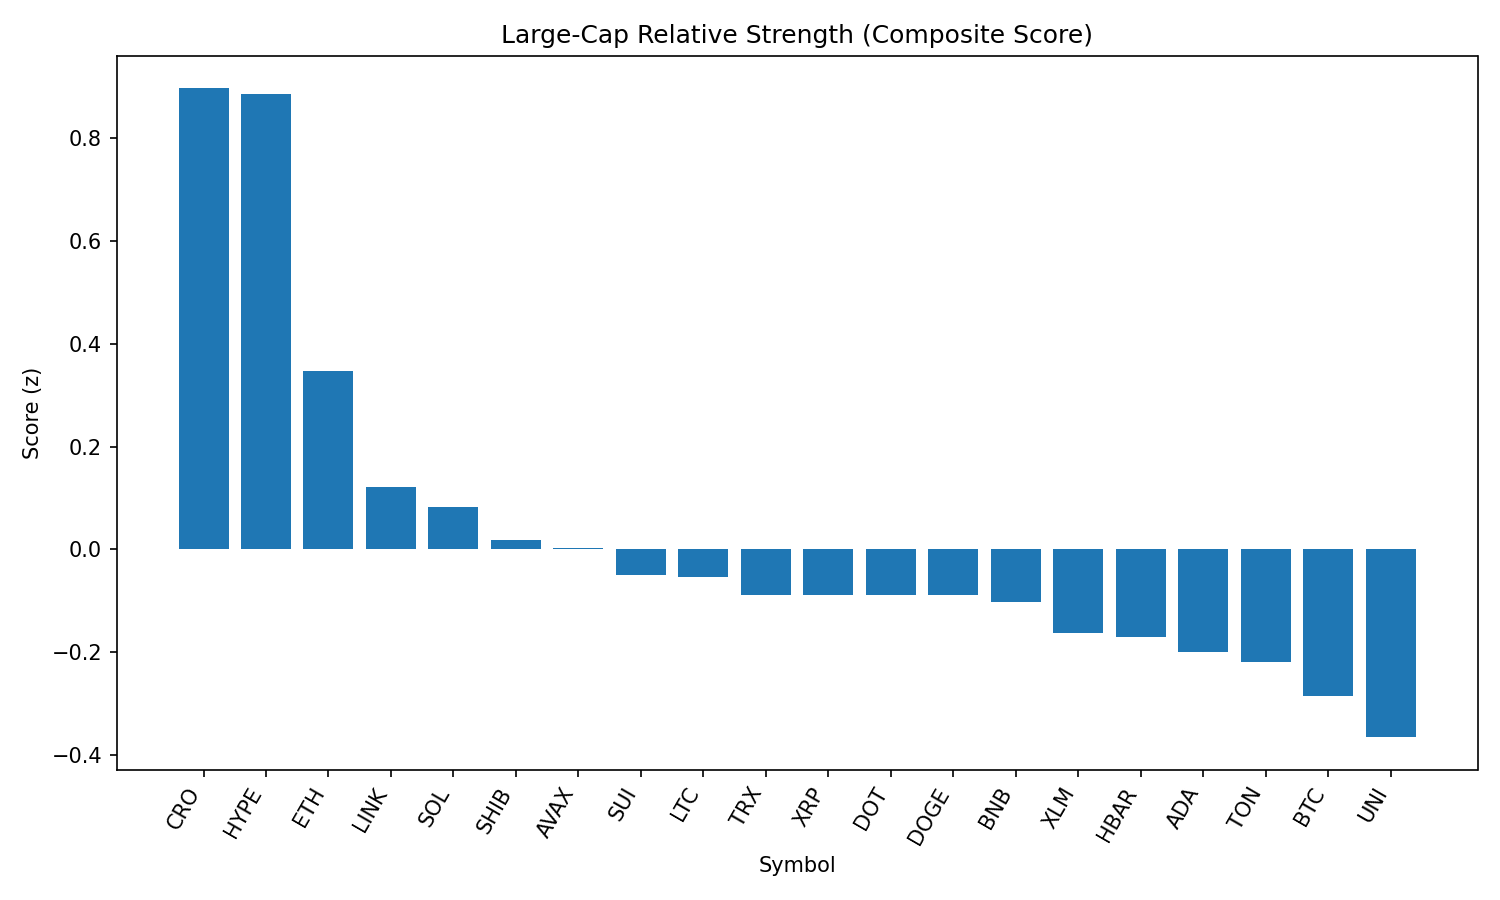 Large-Cap Relative Strength (Composite Score)
Score (z)
0.8
0.6
0.4
0.2
0.0
−0.2
−0.4
CRO
HYPE
ETH
LINK
SOL
SHIB
AVAX
SUI
LTC
TRX
XRP
DOT
DOGE
BNB
XLM
HBAR
ADA
TON
BTC
UNI
Symbol